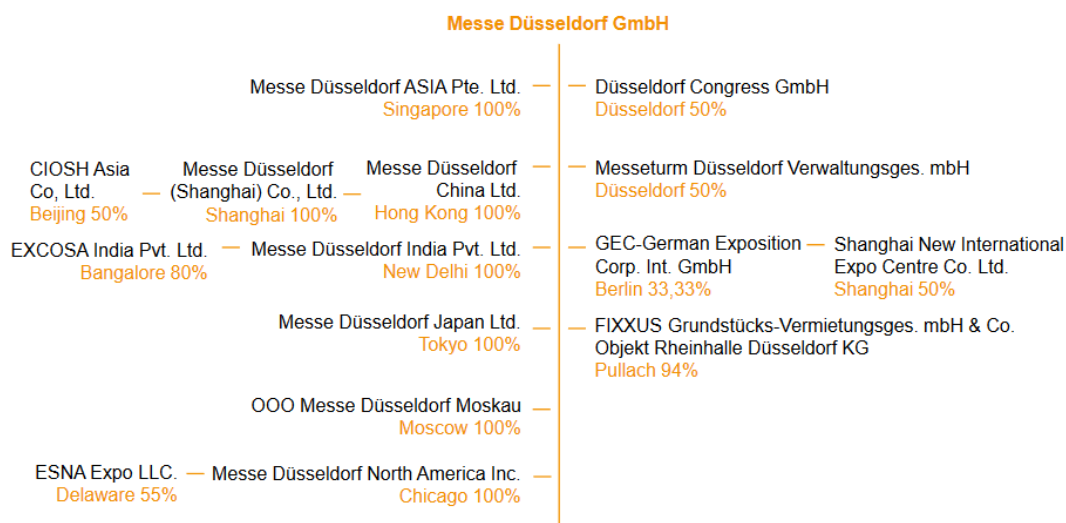 Messe Düsseldorf GmbH
Messe Düsseldorf ASIA Pte. Ltd.
Singapore 100%
Düsseldorf Congress GmbH
Düsseldorf 50%
CIOSH Asia
Co, Ltd.
Beijing 50%
Messe Düsseldorf
(Shanghai) Co., Ltd.
Shanghai 100%
Messe Düsseldorf
China Ltd.
Hong Kong 100%
Messeturm Düsseldorf Verwaltungsges. mbH
Düsseldorf 50%
EXCOSA India Pvt. Ltd.
Bangalore 80%
Messe Düsseldorf India Pvt. Ltd.
New Delhi 100%
GEC-German Exposition
Corp. Int. GmbH
Berlin 33,33%
Shanghai New International
Expo Centre Co. Ltd.
Shanghai 50%
Messe Düsseldorf Japan Ltd.
Tokyo 100%
FIXXUS Grundstücks-Vermietungsges. mbH & Co.
Objekt Rheinhalle Düsseldorf KG
Pullach 94%
OOO Messe Düsseldorf Moskau
Moscow 100%
ESNA Expo LLC.
Delaware 55%
Messe Düsseldorf North America Inc.
Chicago 100%